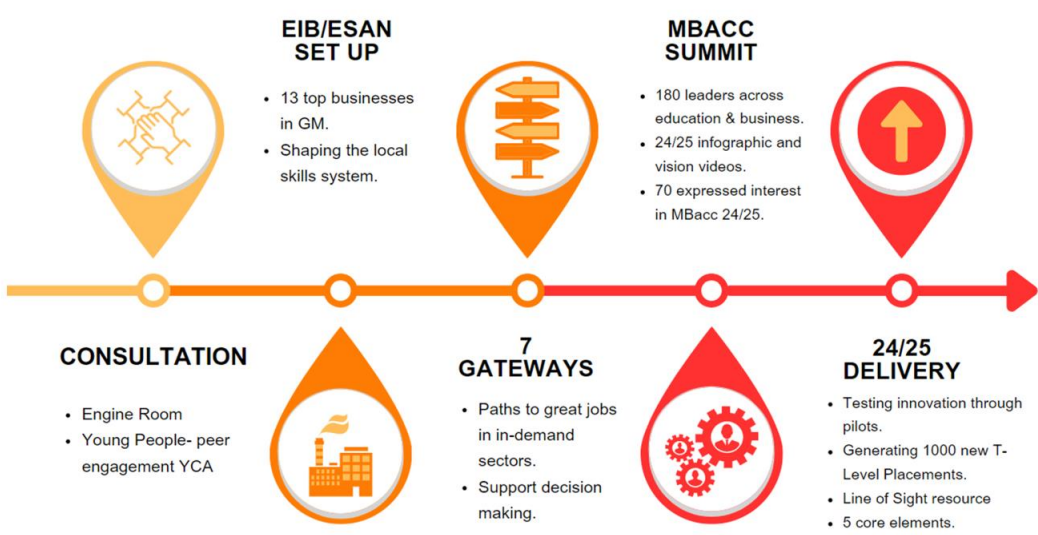 EIB/ESAN
SET UP
• 13 top businesses
in GM.
• Shaping the local
skills system.
MBACC
SUMMIT
• 180 leaders across
education & business.
• 24/25 infographic and
vision videos.
• 70 expressed interest
in MBacc 24/25.
CONSULTATION
• Engine Room
• Young People- peer
engagement YCA
7
GATEWAYS
• Paths to great jobs
in in-demand
sectors.
• Support decision
making.
24/25
DELIVERY
• Testing innovation through
pilots.
• Generating 1000 new T-
Level Placements.
• Line of Sight resource
• 5 core elements.